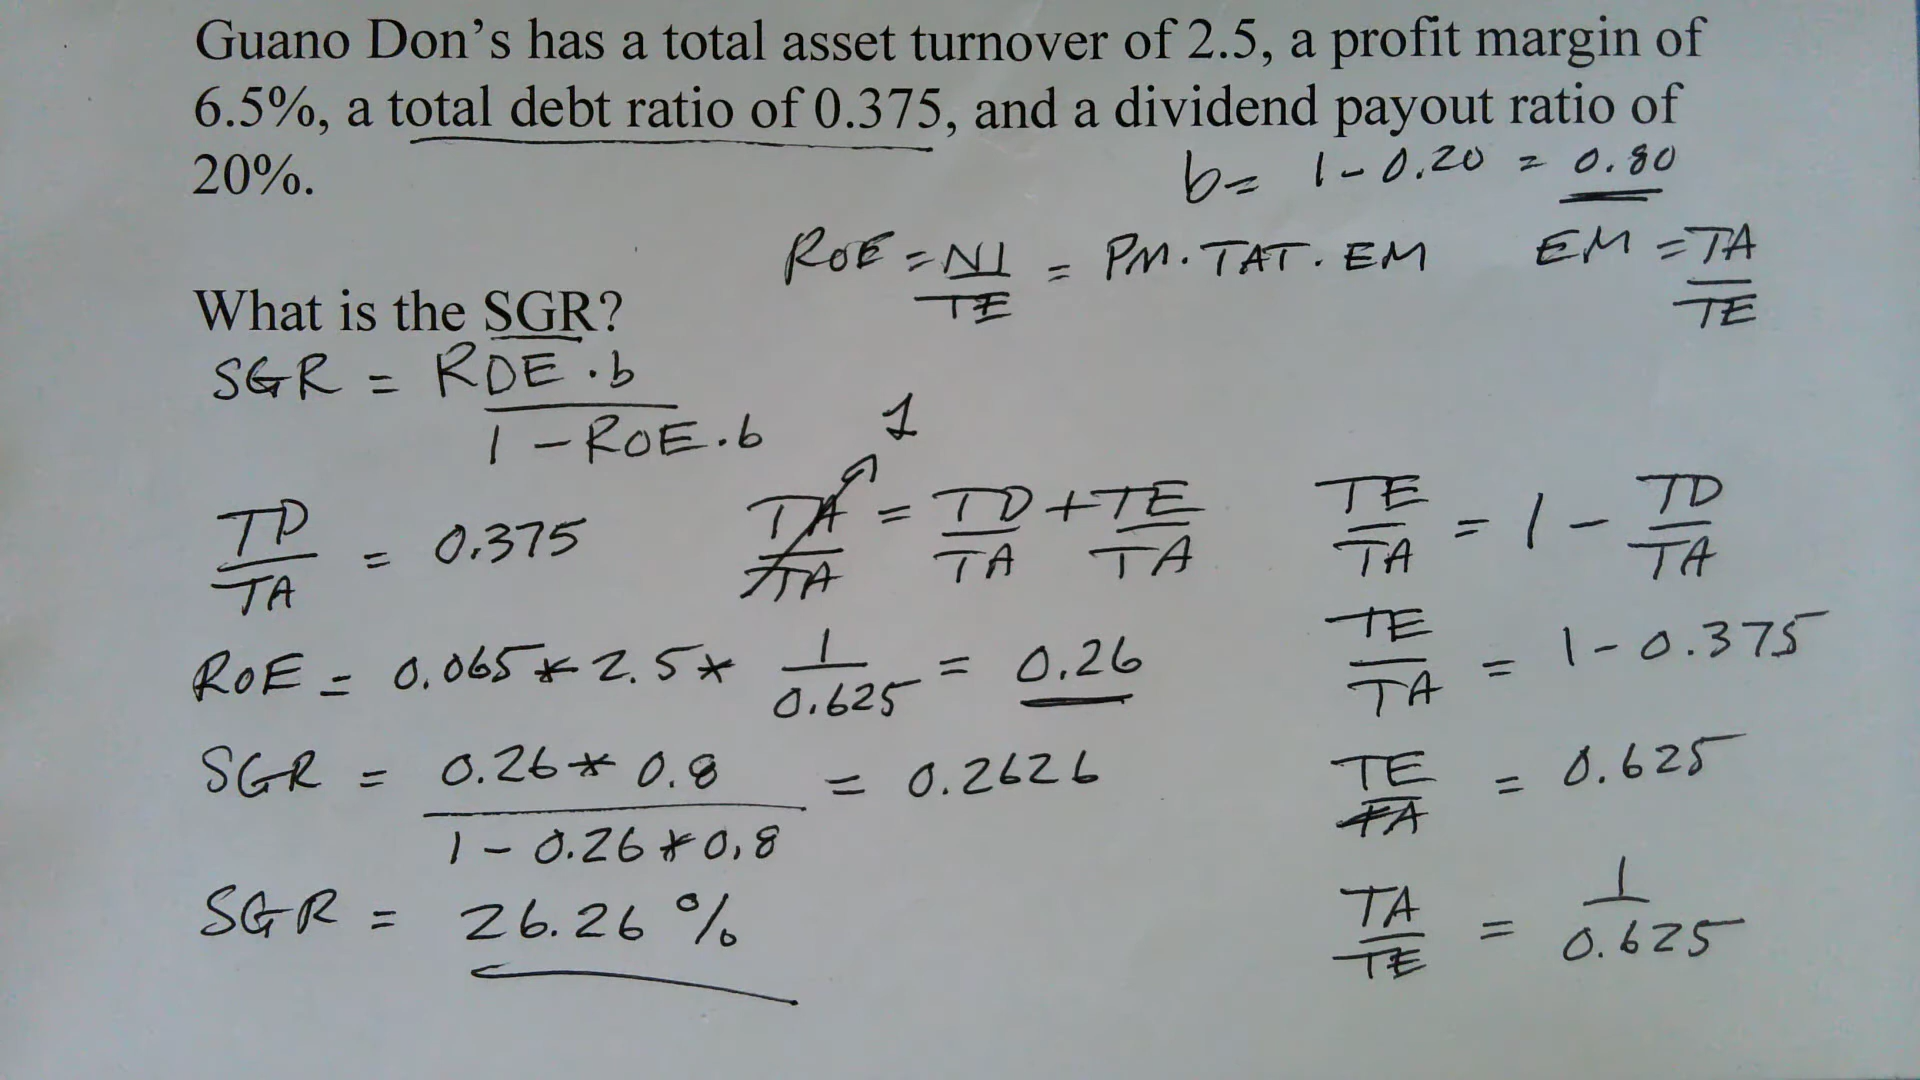 Guano Don's has a total asset turnover of 2.5, a profit margin of
6.5%, a total debt ratio of 0.375, and a dividend payout ratio of
20%.
b = 1 - 0.20 = 0.80
ROE = NI/TE = PM · TAT · EM
EM = TA/TE
What is the SGR?
SGR = ROE · b / 1 - ROE · b
TD/TA = 0.375
1
TA/TA = TD/TA + TE/TA
TE/TA = 1 - TD/TA
TE/TA = 1 - 0.375
ROE = 0.065 * 2.5 * 1/0.625 = 0.26
SGR = 0.26 * 0.8 / 1 - 0.26 * 0.8 = 0.2626
TE/TA = 0.625
SGR = 26.26 %
TA/TE = 1/0.625